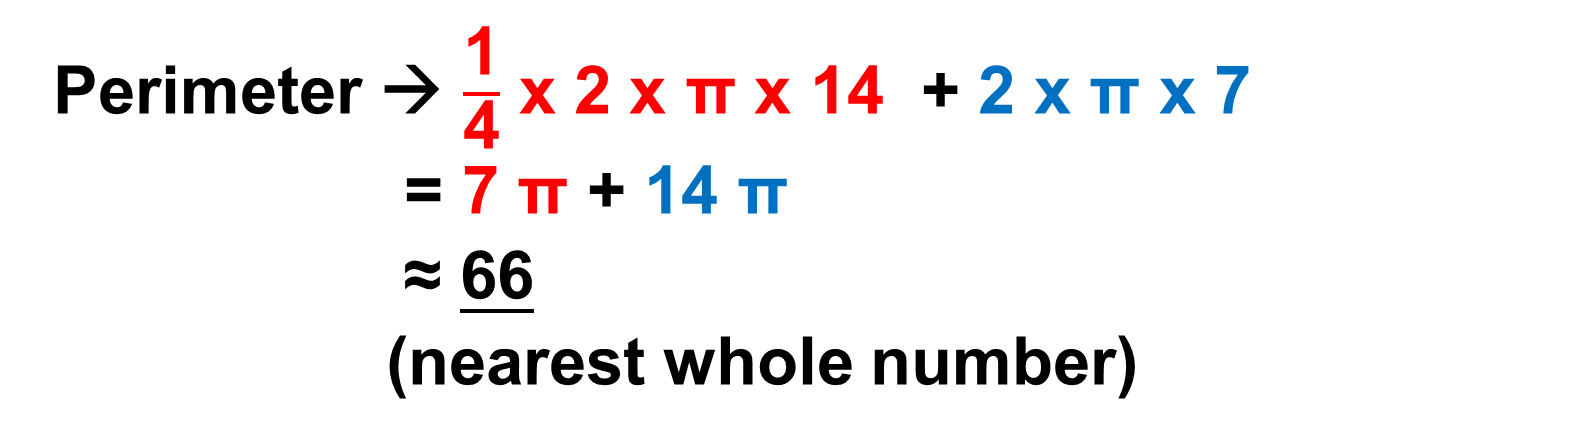 Perimeter → 1/4 x 2 x π x 14 + 2 x π x 7
= 7 π + 14 π
≈ 66
(nearest whole number)